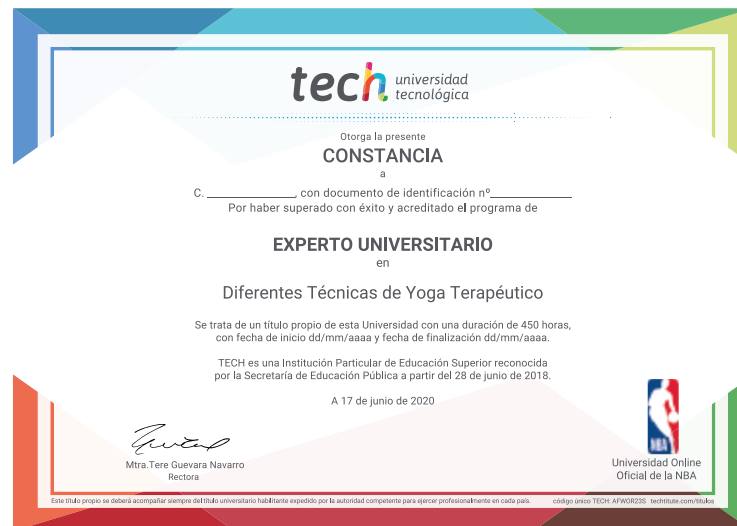 tech universidad
tecnológica
Otorga la presente
CONSTANCIA
a
C. ________________, con documento de identificación nº______________
Por haber superado con éxito y acreditado el programa de
EXPERTO UNIVERSITARIO
en
Diferentes Técnicas de Yoga Terapéutico
Se trata de un título propio de esta Universidad con una duración de 450 horas,
con fecha de inicio dd/mm/aaaa y fecha de finalización dd/mm/aaaa.
TECH es una Institución Particular de Educación Superior reconocida
por la Secretaría de Educación Pública a partir del 28 de junio de 2018.
A 17 de junio de 2020
Mtra.Tere Guevara Navarro
Rectora
NBA
Universidad Online
Oficial de la NBA
Este título propio se deberá acompañar siempre del título universitario habilitante expedido por la autoridad competente para ejercer profesionalmente en cada país. código único TECH: AFWOR23S techtitute.com/titulos